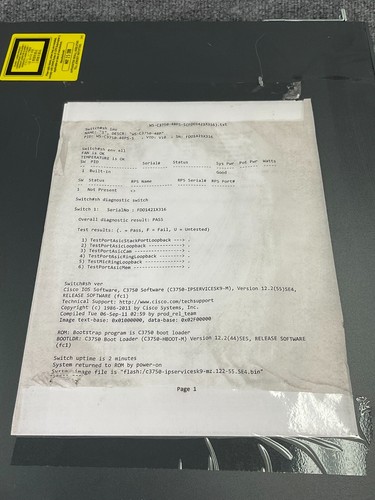 Switch#sh inv
Switch#sh env all
FAN is OK
TEMPERATURE is OK
SW PID Serial# Status Sys Pwr PoE Pwr Watts
1 Built-in Good
SW Status RPS Name RPS Serial# RPS Port#
1 Not Present <>
Switch#sh diagnostic switch
Switch 1: SerialNo :
Overall diagnostic result: PASS
Test results: (. = Pass, F = Fail, U = Untested)
1) TestPortAsicStackPortLoopback ---> .
2) TestPortAsicLoopback ---> .
3) TestPortAsicCam ---> .
4) TestPortAsicRingLoopback ---> .
5) TestMicRingLoopback ---> .
6) TestPortAsicMem ---> .
Switch#sh ver
Cisco IOS Software, C3750 Software (C3750-IPSERVICESK9-M), Version 12.2(55)SE4,
RELEASE SOFTWARE (fc1)
Technical Support: http://www.cisco.com/techsupport
Copyright (c) 1986-2011 by Cisco Systems, Inc.
Compiled Tue 06-Sep-11 02:59 by prod_rel_team
Image text-base: 0x01000000, data-base: 0x02F00000
ROM: Bootstrap program is C3750 boot loader
BOOTLDR: C3750 Boot Loader (C3750-HBOOT-M) Version 12.2(44)SE5, RELEASE SOFTWARE
(fc1)
Switch uptime is 2 minutes
System returned to ROM by power-on
System image file is "flash:/c3750-ipservicesk9-mz.122-55.SE4.bin"
Page 1